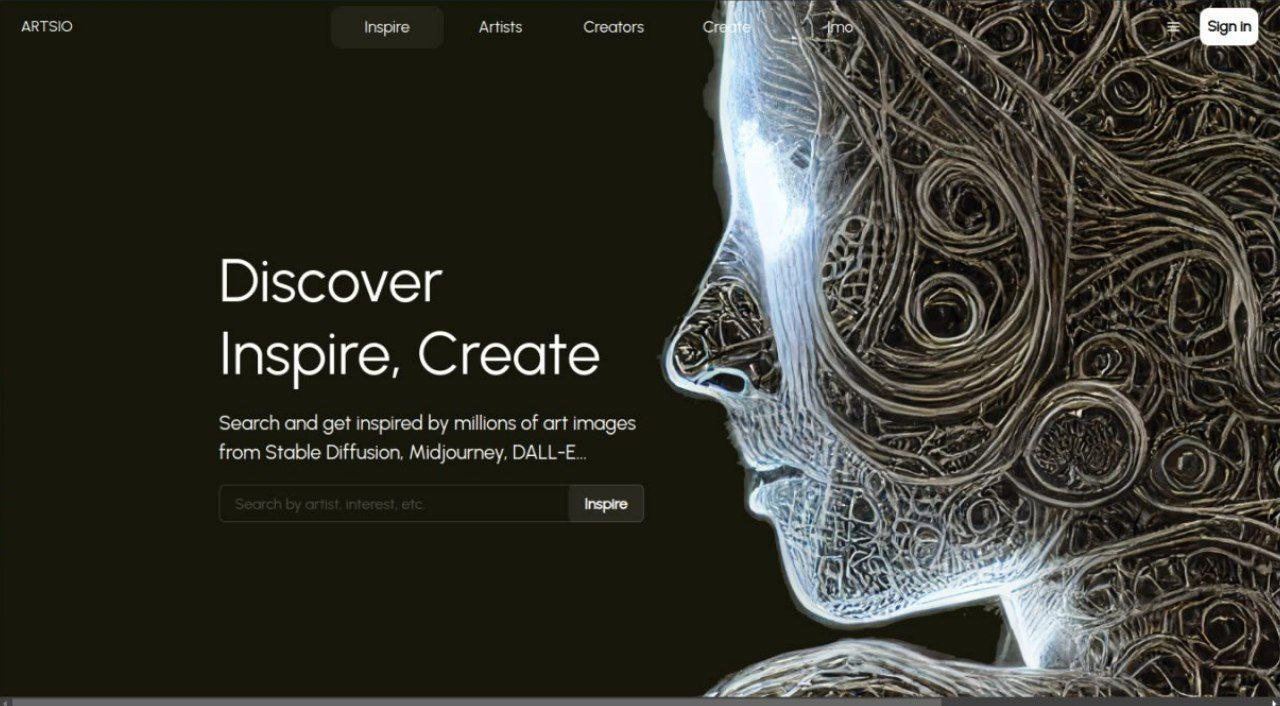 ARTSIO
Inspire
Artists
Creators
Create
Imo
Sign in
Discover
Inspire, Create
Search and get inspired by millions of art images
from Stable Diffusion, Midjourney, DALL-E...
Search by artist, interest, etc.
Inspire